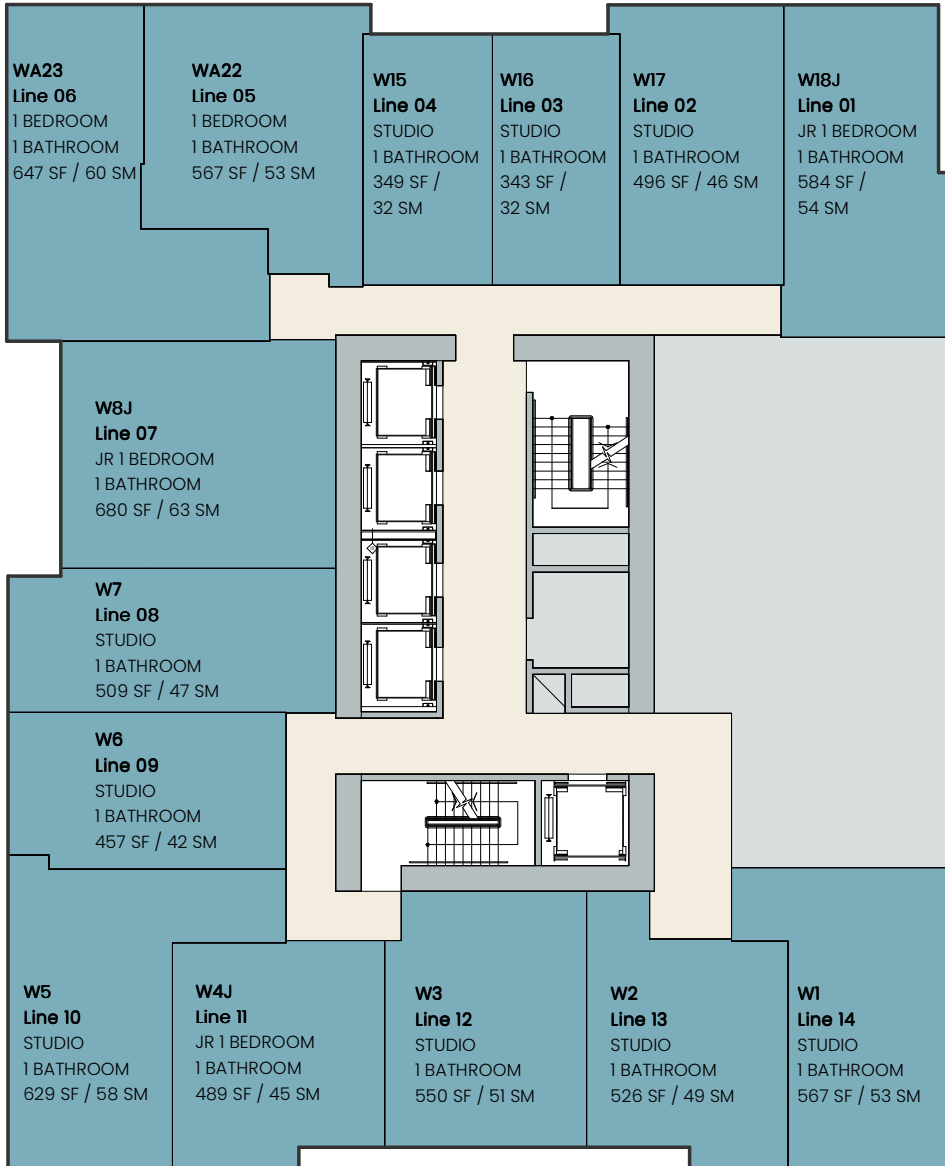 WA23
Line 06
1 BEDROOM
1 BATHROOM
647 SF / 60 SM
WA22
Line 05
1 BEDROOM
1 BATHROOM
567 SF / 53 SM
W15
Line 04
STUDIO
1 BATHROOM
349 SF /
32 SM
W16
Line 03
STUDIO
1 BATHROOM
343 SF /
32 SM
W17
Line 02
STUDIO
1 BATHROOM
496 SF / 46 SM
W18J
Line 01
JR 1 BEDROOM
1 BATHROOM
584 SF /
54 SM
W8J
Line 07
JR 1 BEDROOM
1 BATHROOM
680 SF / 63 SM
W7
Line 08
STUDIO
1 BATHROOM
509 SF / 47 SM
W6
Line 09
STUDIO
1 BATHROOM
457 SF / 42 SM
W5
Line 10
STUDIO
1 BATHROOM
629 SF / 58 SM
W4J
Line 11
JR 1 BEDROOM
1 BATHROOM
489 SF / 45 SM
W3
Line 12
STUDIO
1 BATHROOM
550 SF / 51 SM
W2
Line 13
STUDIO
1 BATHROOM
526 SF / 49 SM
W1
Line 14
STUDIO
1 BATHROOM
567 SF / 53 SM